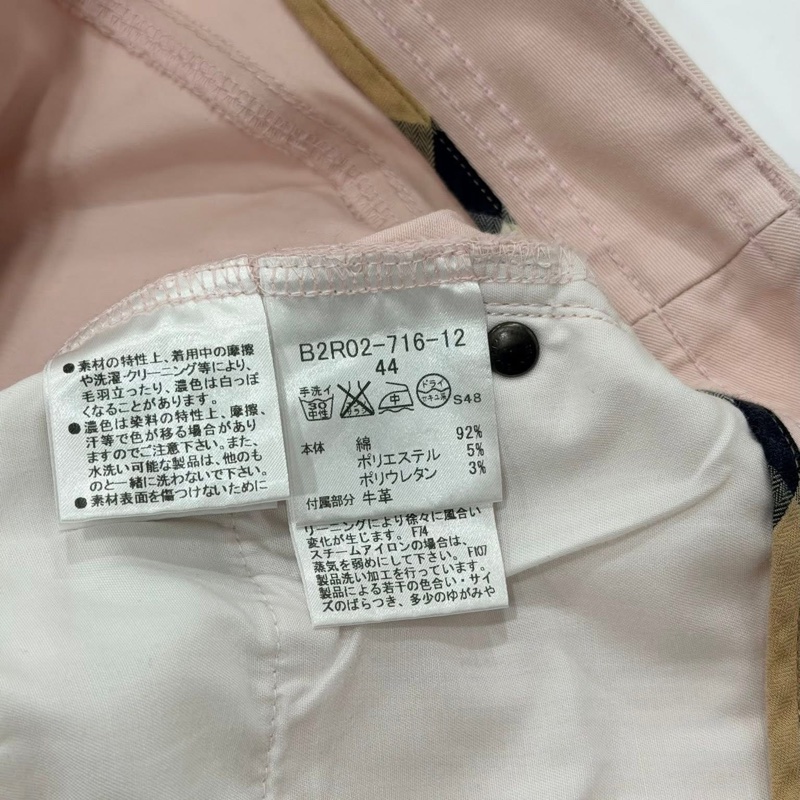 ●素材の特性上、着用中の摩擦
や洗濯・クリーニング等により、
毛羽立ったり、濃色は白っぽ
くなることがあります。
●濃色は染料の特性上、摩擦、
汗等で色が移る場合があり
ますのでご注意下さい。また、
水洗い可能な製品は、他のも
のと一緒に洗わないで下さい。
●素材表面を傷つけないために
B2R02-716-12
44
手洗イ
30
中性
エンソ
サラシ
中
ドライ
セキユ系
S48
本体 綿 92%
ポリエステル 5%
ポリウレタン 3%
付属部分 牛革
リーニングにより徐々に風合い
変化が生じます。 F74
スチームアイロンの場合は、
蒸気を弱めにして下さい。 F107
製品洗い加工を行っています。
製品による若干の色合い・サイ
ズのばらつき、多少のゆがみや